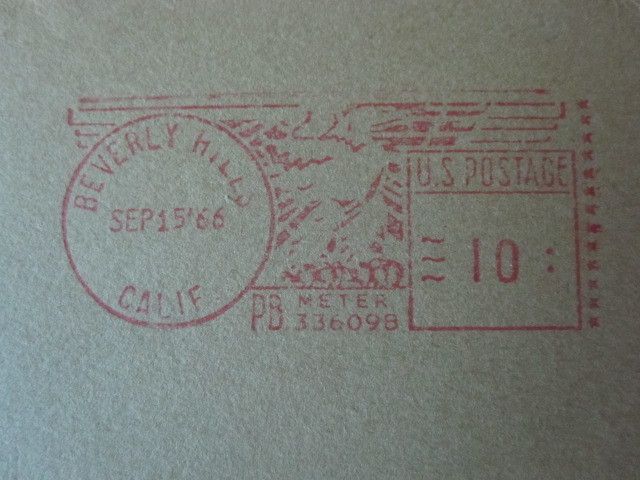 BEVERLY HILLS
SEP 15 '66
CALIF
U.S. POSTAGE
10
PB METER
336098